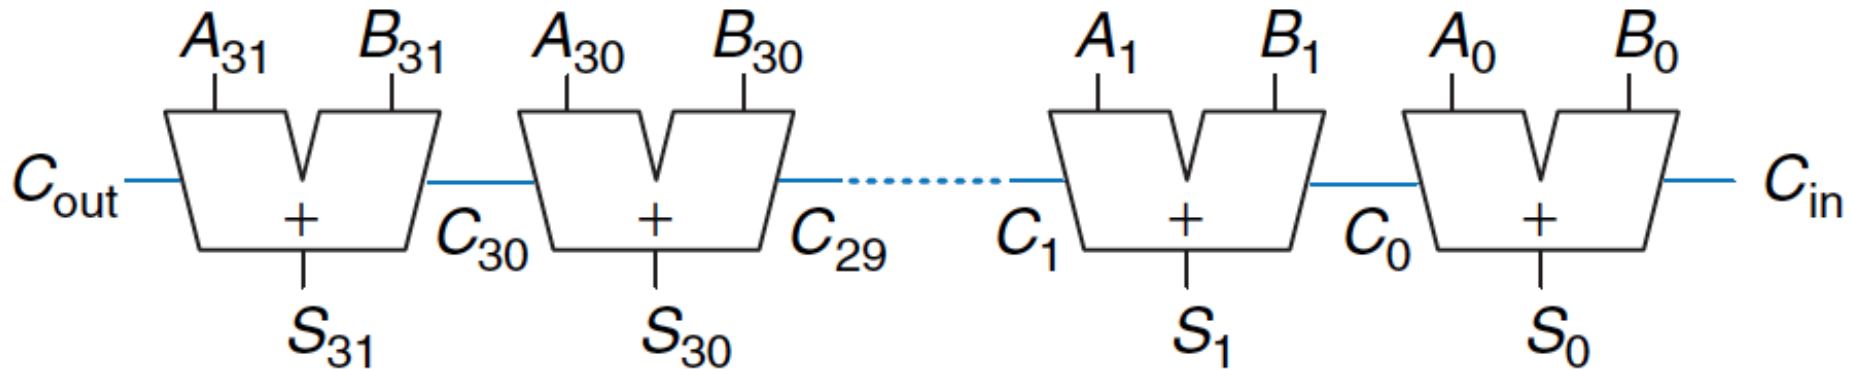 A31 B31 A30 B30 A1 B1 A0 B0
Cout Cin
+ + + +
C30 C29 C1 C0
S31 S30 S1 S0